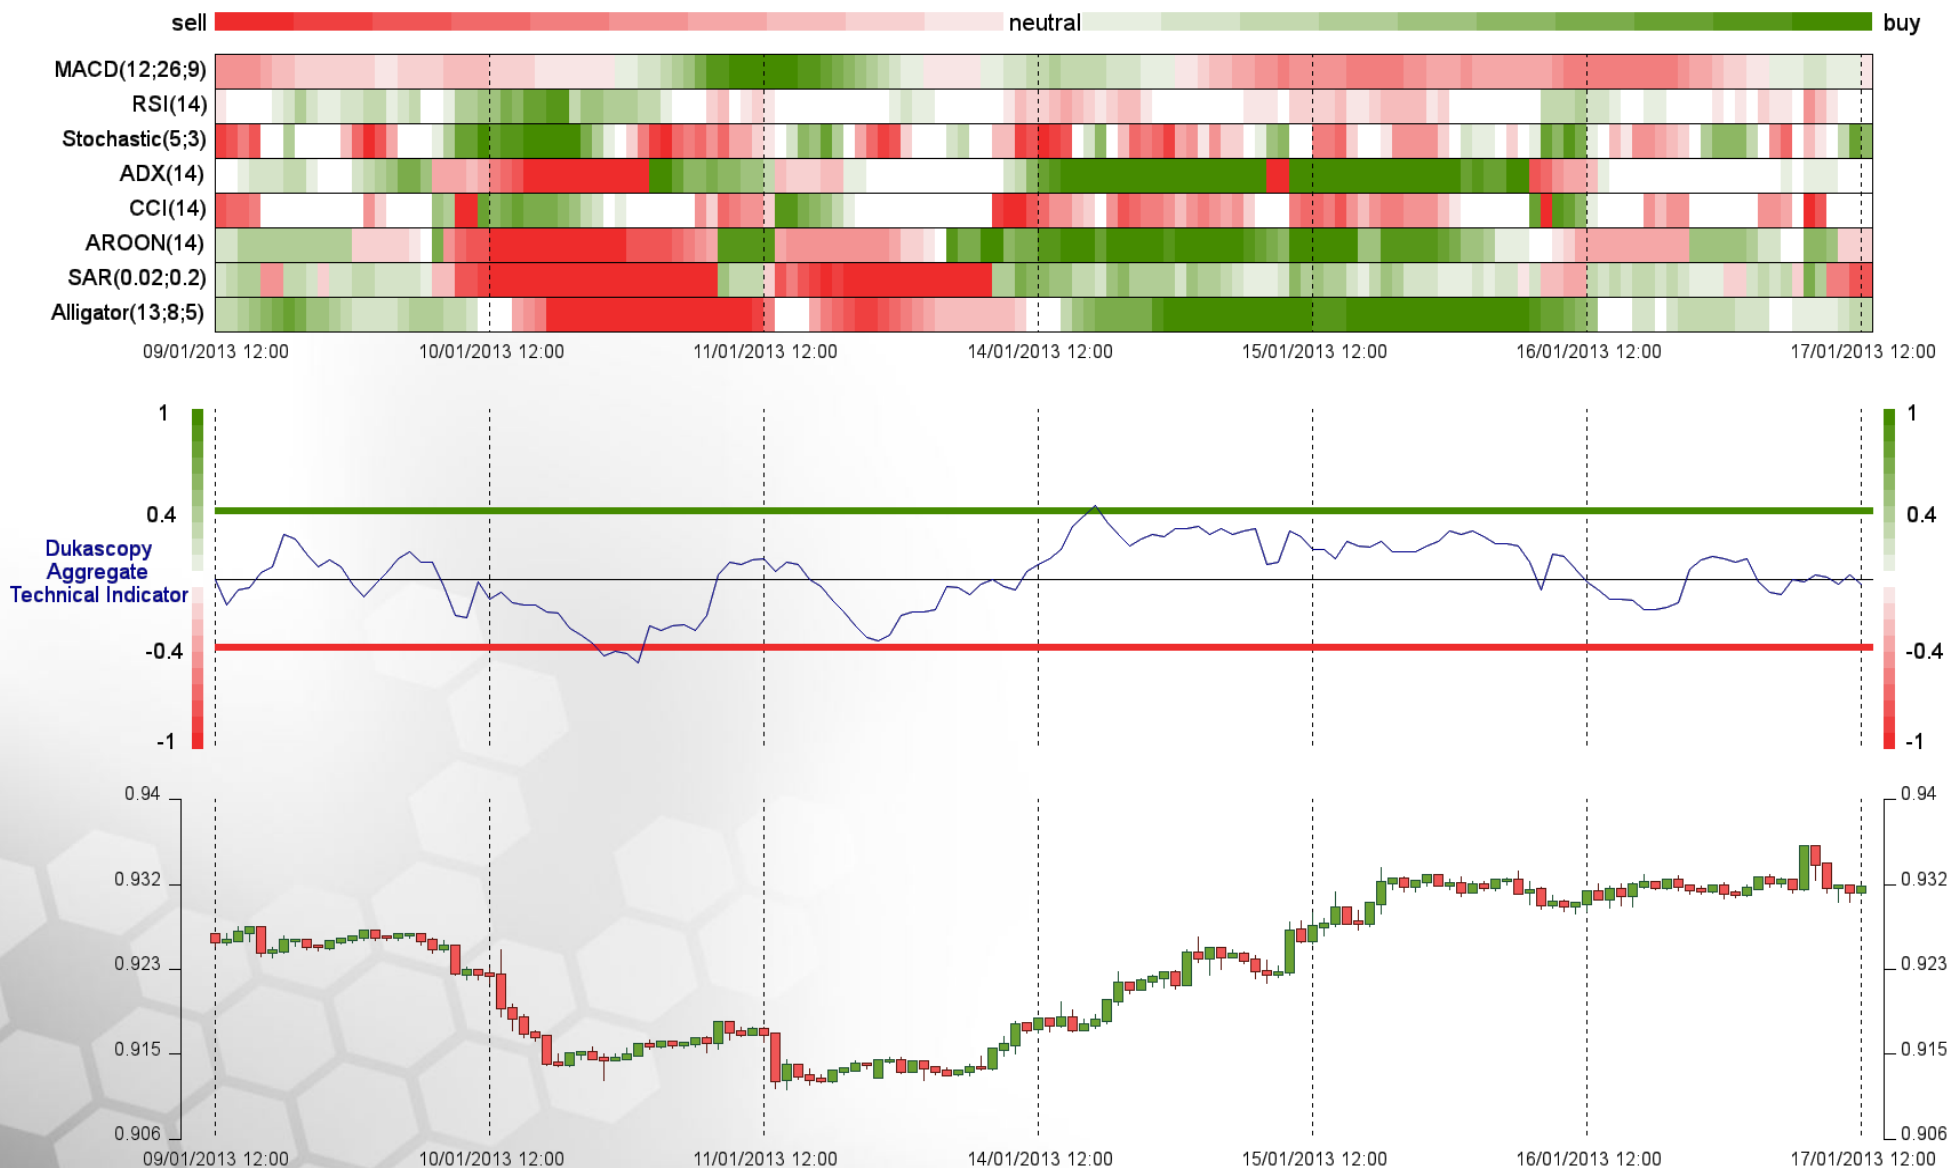 sell neutral buy
MACD(12;26;9)
RSI(14)
Stochastic(5;3)
ADX(14)
CCI(14)
AROON(14)
SAR(0.02;0.2)
Alligator(13;8;5)
09/01/2013 12:00 10/01/2013 12:00 11/01/2013 12:00 14/01/2013 12:00 15/01/2013 12:00 16/01/2013 12:00 17/01/2013 12:00
1 1
0.4 0.4
Dukascopy
Aggregate
Technical Indicator
-0.4 -0.4
-1 -1
0.94 0.94
0.932 0.932
0.923 0.923
0.915 0.915
0.906 0.906
09/01/2013 12:00 10/01/2013 12:00 11/01/2013 12:00 14/01/2013 12:00 15/01/2013 12:00 16/01/2013 12:00 17/01/2013 12:00